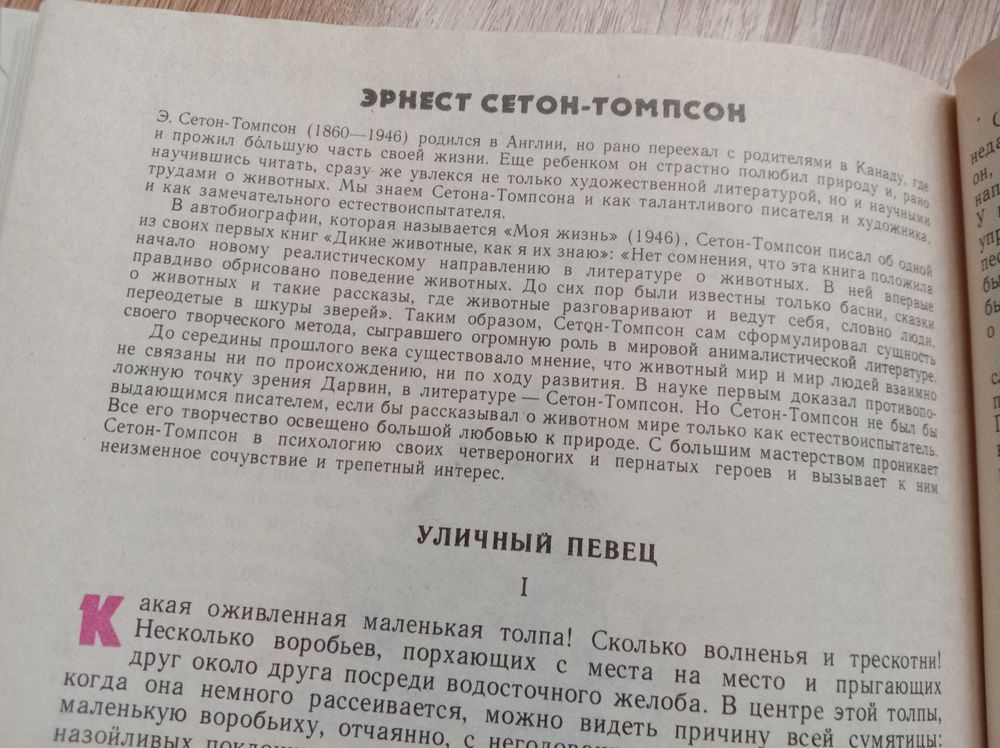 ЭРНЕСТ СЕТОН-ТОМПСОН
Э. Сетон-Томпсон (1860—1946) родился в Англии, но рано переехал с родителями в Канаду, где
и прожил бо́льшую часть своей жизни. Еще ребенком он страстно полюбил природу и, рано
научившись читать, сразу же увлекся не только художественной литературой, но и научными
трудами о животных. Мы знаем Сетона-Томпсона и как талантливого писателя и художника,
и как замечательного естествоиспытателя.
В автобиографии, которая называется «Моя жизнь» (1946), Сетон-Томпсон писал об одной
из своих первых книг «Дикие животные, как я их знаю»: «Нет сомнения, что эта книга положила
начало новому реалистическому направлению в литературе о животных. В ней впервые
правдиво обрисовано поведение животных. До сих пор были известны только басни, сказки
о животных и такие рассказы, где животные разговаривают и ведут себя, словно люди,
переодетые в шкуры зверей». Таким образом, Сетон-Томпсон сам сформулировал сущность
своего творческого метода, сыгравшего огромную роль в мировой анималистической литературе.
До середины прошлого века существовало мнение, что животный мир и мир людей взаимно
не связаны ни по происхождению, ни по ходу развития. В науке первым доказал противопо-
ложную точку зрения Дарвин, в литературе — Сетон-Томпсон. Но Сетон-Томпсон не был бы
выдающимся писателем, если бы рассказывал о животном мире только как естествоиспытатель.
Все его творчество освещено большой любовью к природе. С большим мастерством проникает
Сетон-Томпсон в психологию своих четвероногих и пернатых героев и вызывает к ним
неизменное сочувствие и трепетный интерес.
УЛИЧНЫЙ ПЕВЕЦ
I
Какая оживленная маленькая толпа! Сколько волненья и трескотни!
Несколько воробьев, порхающих с места на место и прыгающих
друг около друга посреди водосточного желоба. В центре этой толпы,
когда она немного рассеивается, можно видеть причину всей сумятицы:
маленькую воробьиху, отчаянно, с
назойливых